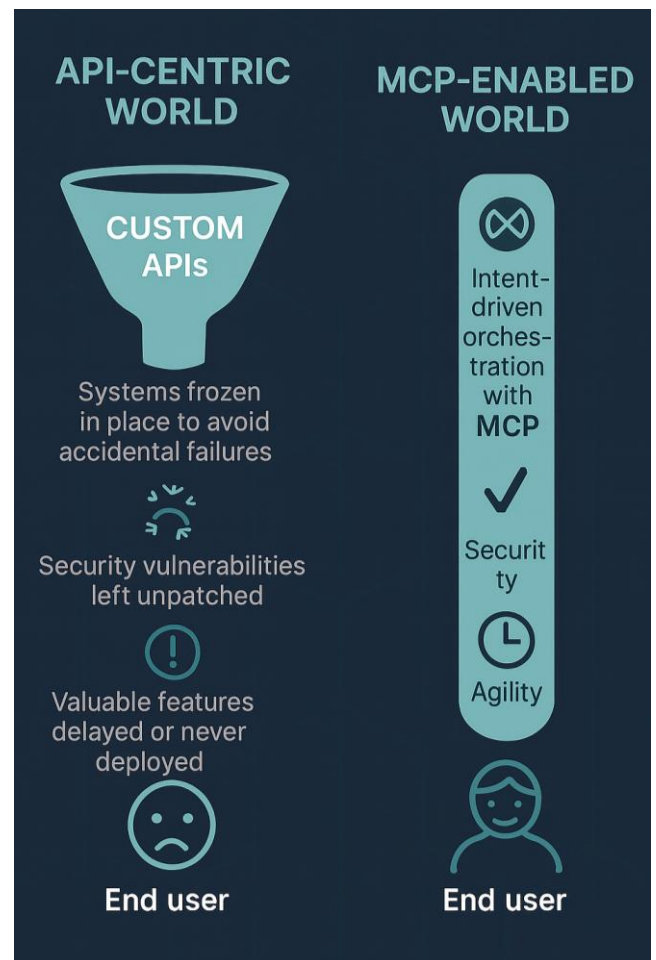 API-CENTRIC
WORLD
CUSTOM
APIs
Systems frozen
in place to avoid
accidental failures
Security vulnerabilities
left unpatched
Valuable features
delayed or never
deployed
End user
MCP-ENABLED
WORLD
Intent-
driven
orches-
tration
with
MCP
Securit
ty
Agility
End user